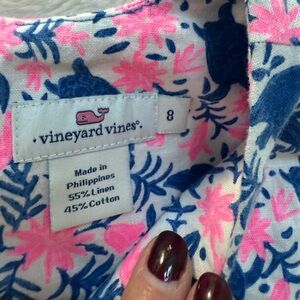 vineyard vines®
8
Made in
Philippines
55% Linen
45% Cotton